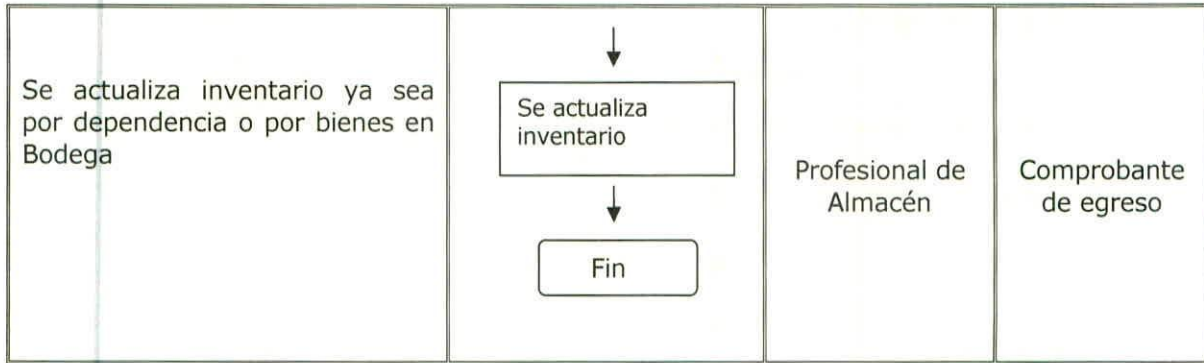 Se actualiza inventario ya sea
por dependencia o por bienes en
Bodega
Se actualiza
inventario
Fin
Profesional de
Almacén
Comprobante
de egreso